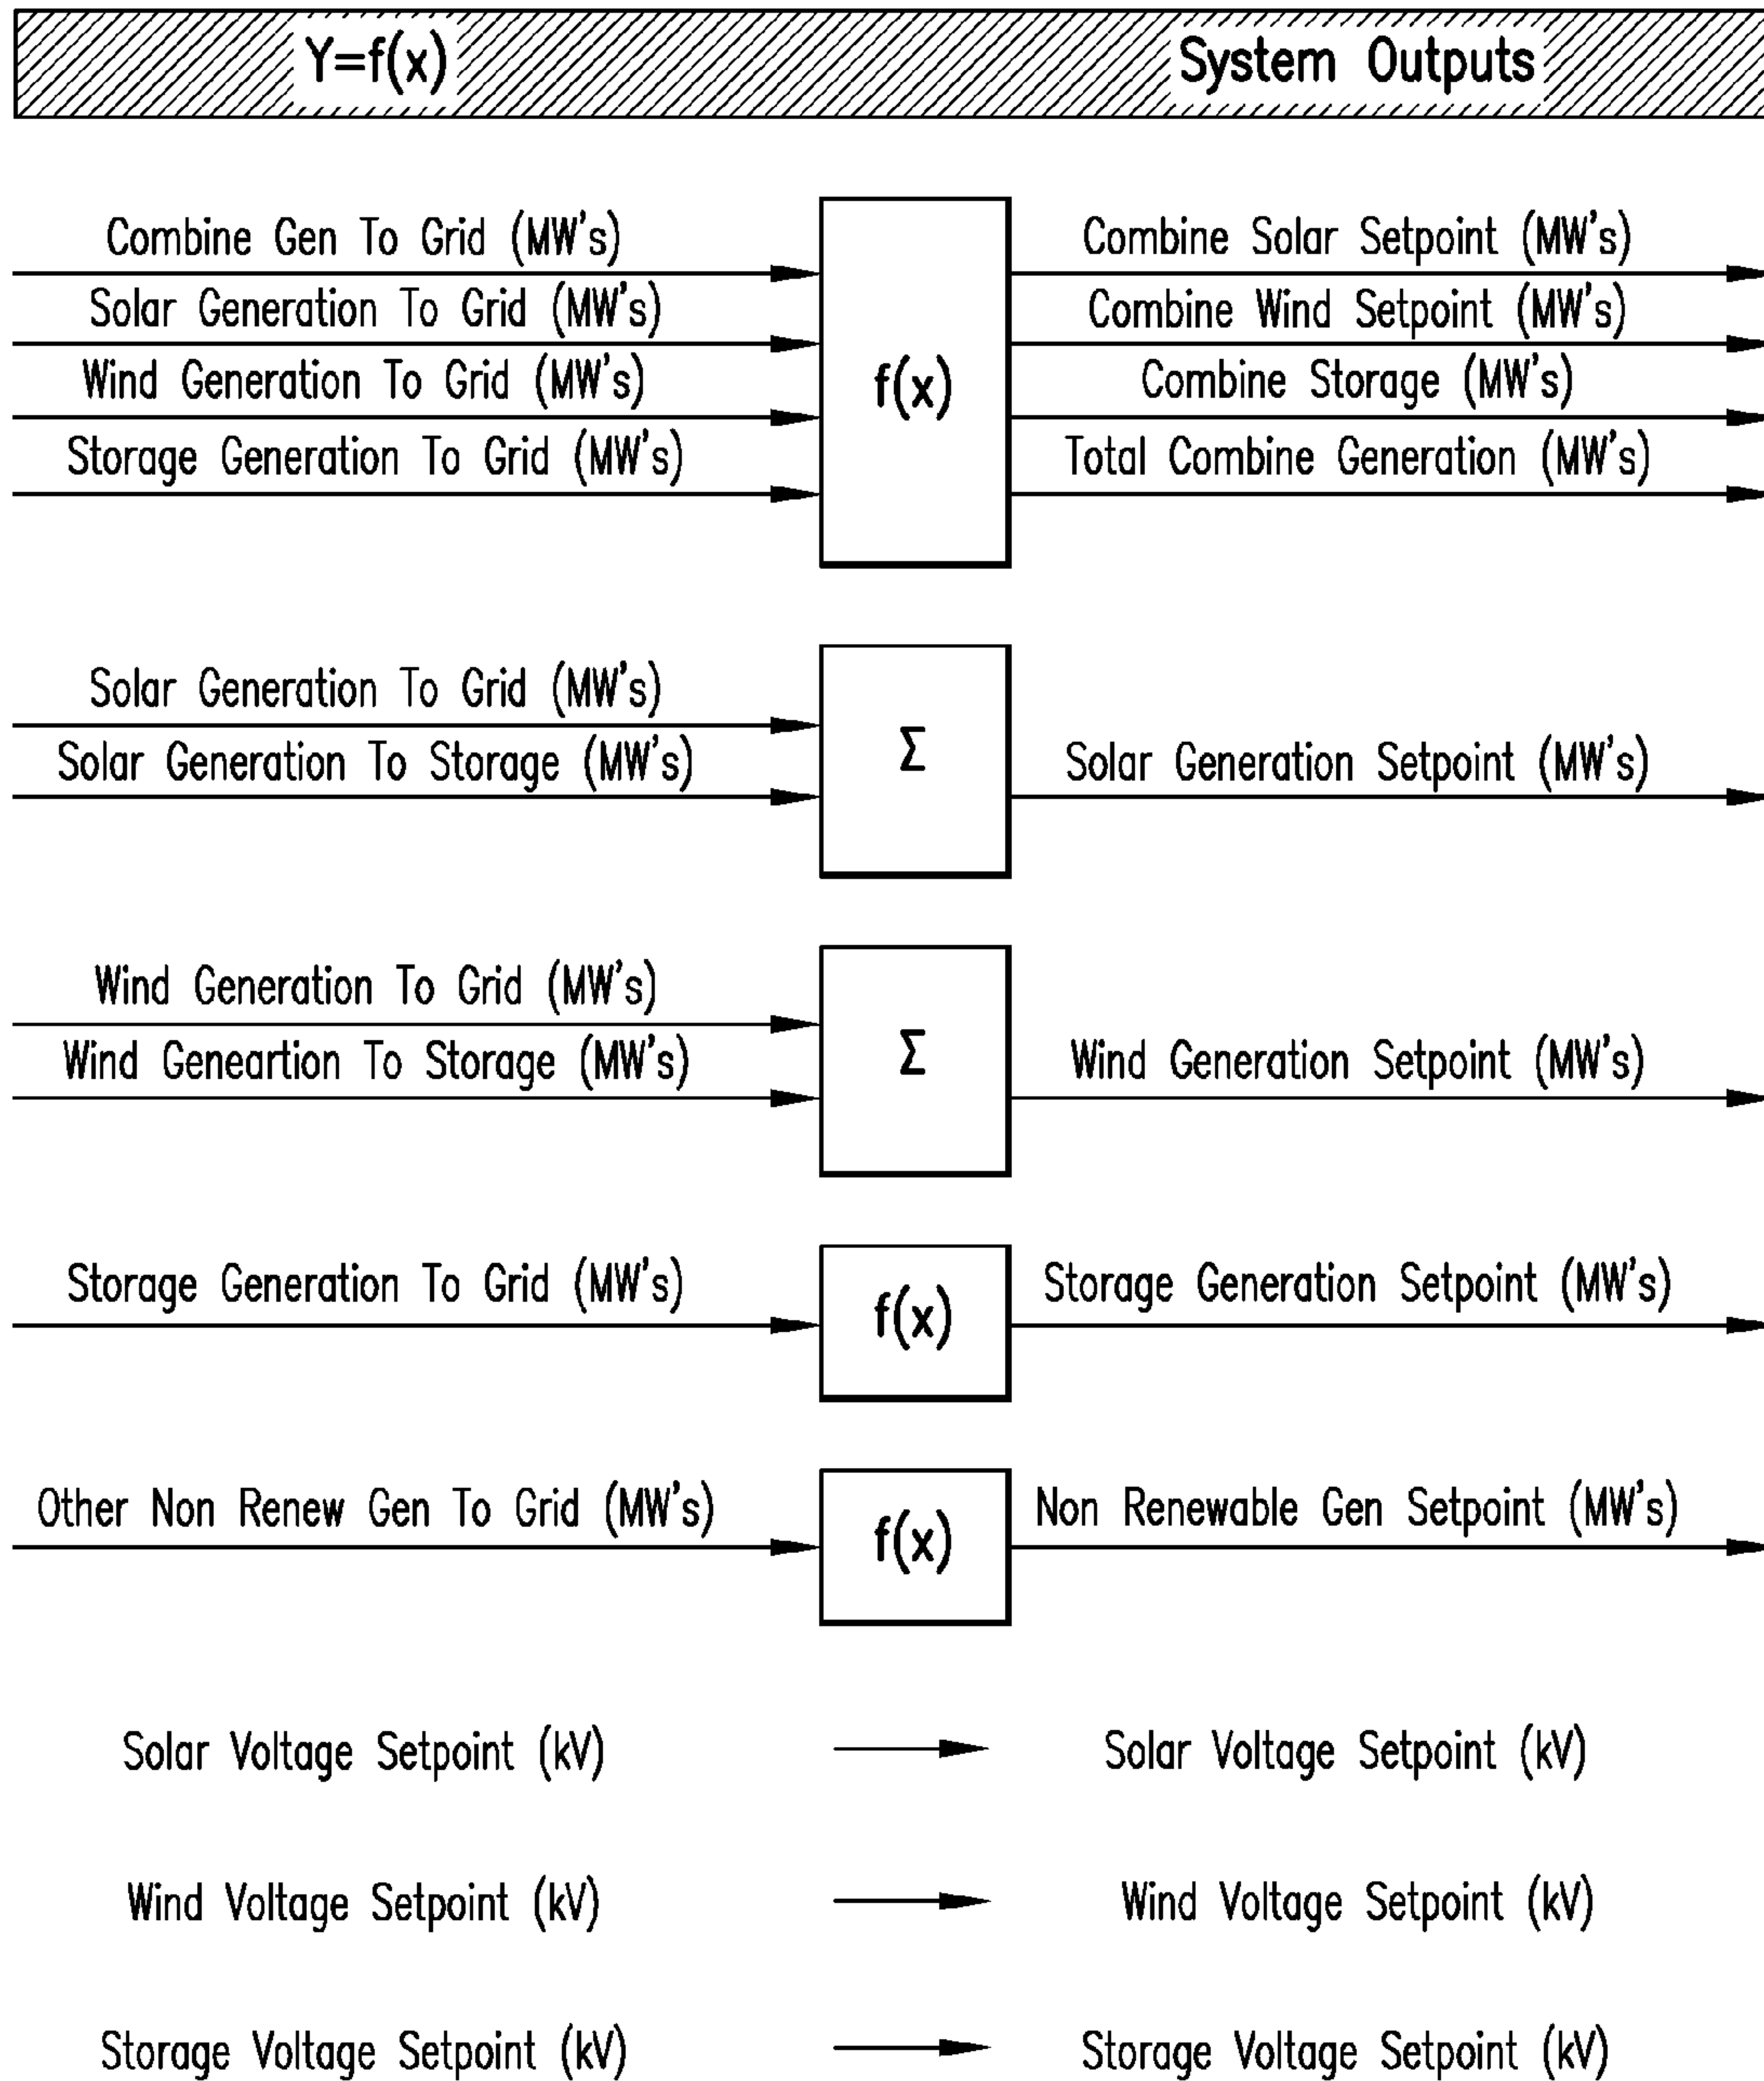 Y=f(x) System Outputs
Combine Gen To Grid (MW's) Combine Solar Setpoint (MW's)
Solar Generation To Grid (MW's) Combine Wind Setpoint (MW's)
Wind Generation To Grid (MW's) f(x) Combine Storage (MW's)
Storage Generation To Grid (MW's) Total Combine Generation (MW's)
Solar Generation To Grid (MW's)
Solar Generation To Storage (MW's) Σ Solar Generation Setpoint (MW's)
Wind Generation To Grid (MW's)
Wind Geneartion To Storage (MW's) Σ Wind Generation Setpoint (MW's)
Storage Generation To Grid (MW's) f(x) Storage Generation Setpoint (MW's)
Other Non Renew Gen To Grid (MW's) f(x) Non Renewable Gen Setpoint (MW's)
Solar Voltage Setpoint (kV) Solar Voltage Setpoint (kV)
Wind Voltage Setpoint (kV) Wind Voltage Setpoint (kV)
Storage Voltage Setpoint (kV) Storage Voltage Setpoint (kV)